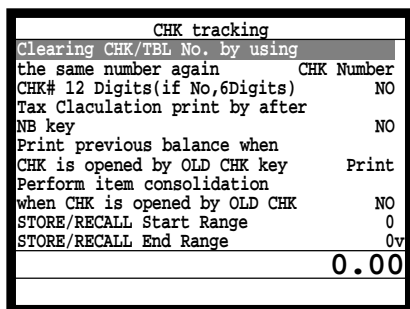 CHK tracking
Clearing CHK/TBL No. by using
the same number again CHK Number
CHK# 12 Digits(if No,6Digits) NO
Tax Claculation print by after
NB key NO
Print previous balance when
CHK is opened by OLD CHK key Print
Perform item consolidation
when CHK is opened by OLD CHK NO
STORE/RECALL Start Range 0
STORE/RECALL End Range 0v
0.00